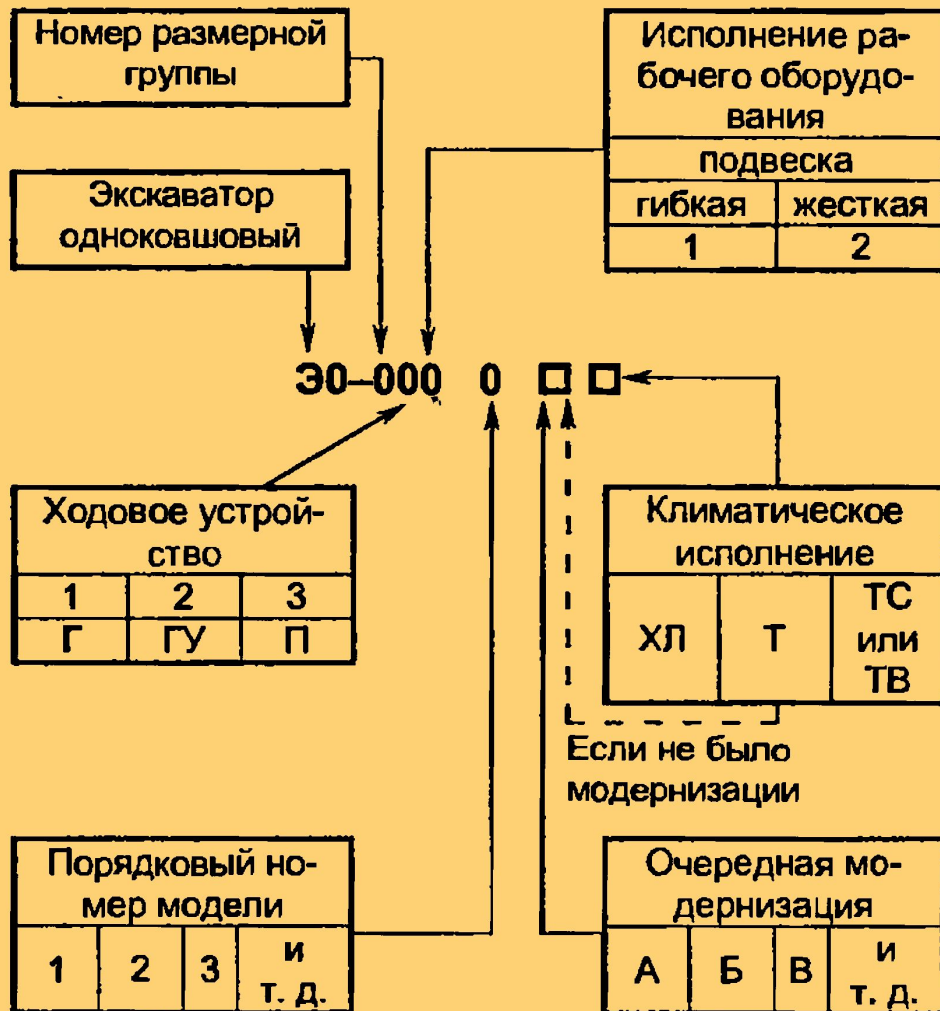 Номер размерной
группы
Исполнение ра-
бочего оборудо-
вания
подвеска
гибкая жесткая
1 2
Экскаватор
одноковшовый
ЭО–000 0 □ □
Ходовое устрой-
ство
1 2 3
Г ГУ П
Климатическое
исполнение
ХЛ Т ТС
или
ТВ
Если не было
модернизации
Порядковый но-
мер модели
1 2 3 и
т. д.
Очередная мо-
дернизация
А Б В и
т. д.